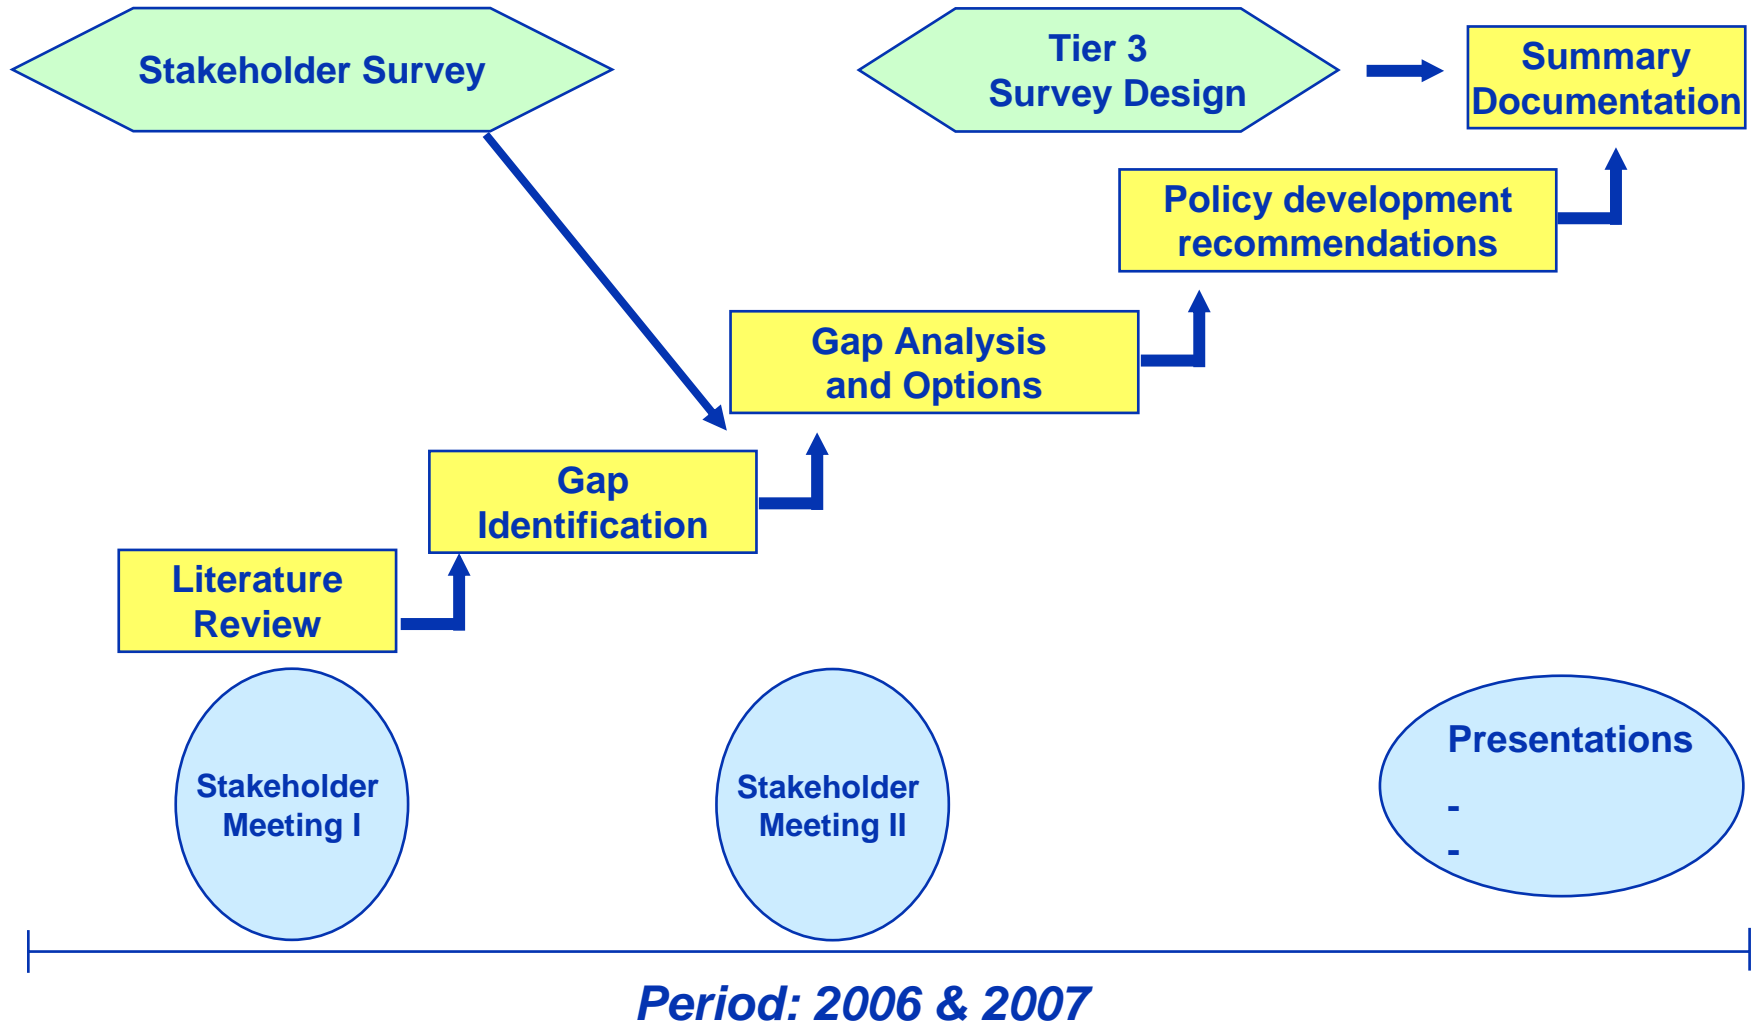 Stakeholder Survey
Tier 3
Survey Design
Summary
Documentation
Policy development
recommendations
Gap Analysis
and Options
Gap
Identification
Literature
Review
Stakeholder
Meeting I
Stakeholder
Meeting II
Presentations
-
-
Period: 2006 & 2007